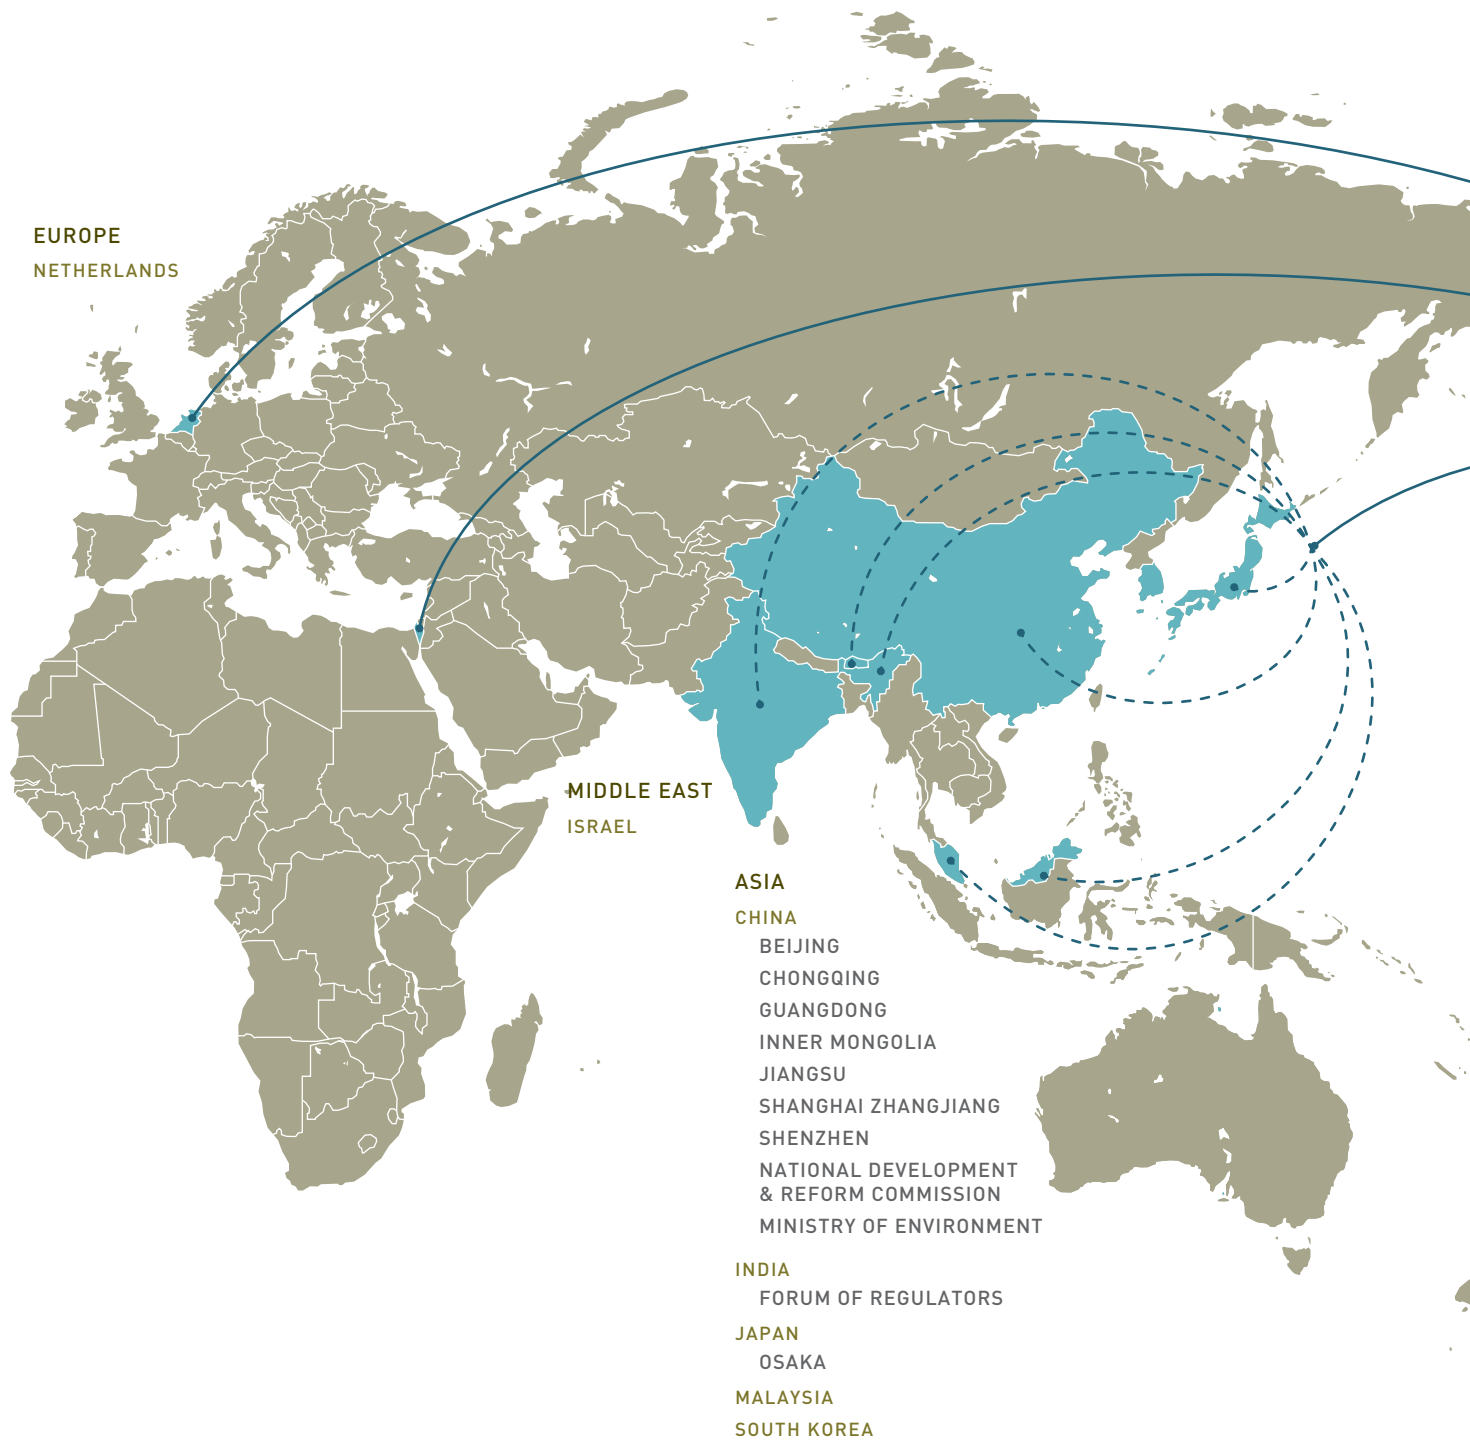 EUROPE
NETHERLANDS
MIDDLE EAST
ISRAEL
ASIA
CHINA
BEIJING
CHONGQING
GUANGDONG
INNER MONGOLIA
JIANGSU
SHANGHAI ZHANGJIANG
SHENZHEN
NATIONAL DEVELOPMENT
& REFORM COMMISSION
MINISTRY OF ENVIRONMENT
INDIA
FORUM OF REGULATORS
JAPAN
OSAKA
MALAYSIA
SOUTH KOREA